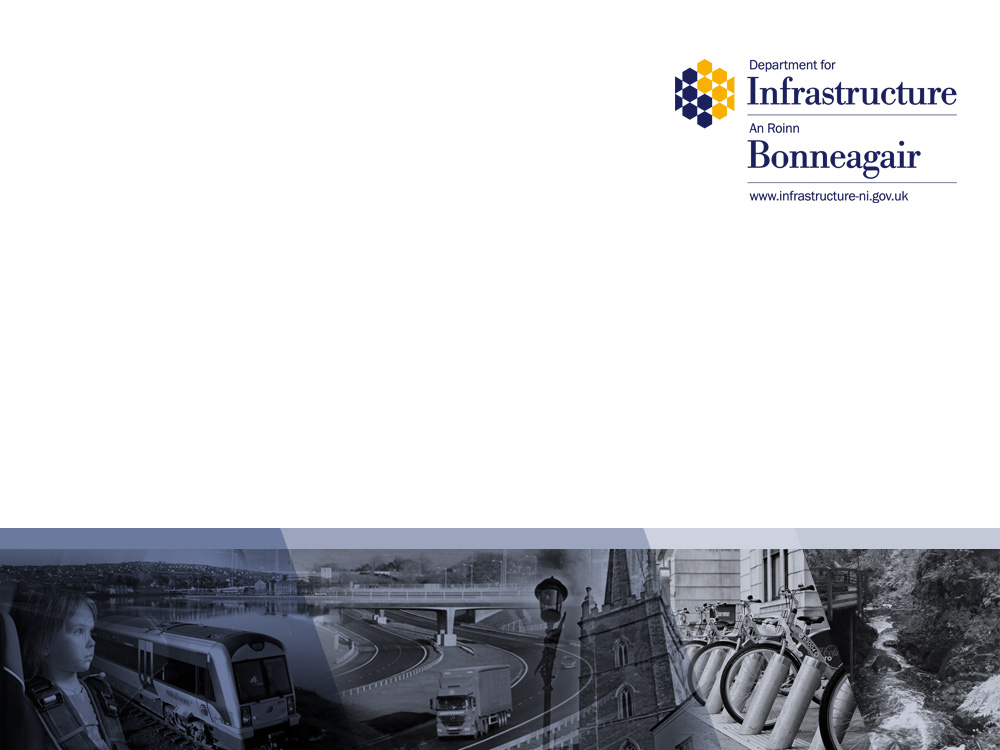 Department for
Infrastructure
An Roinn
Bonneagair
www.infrastructure-ni.gov.uk